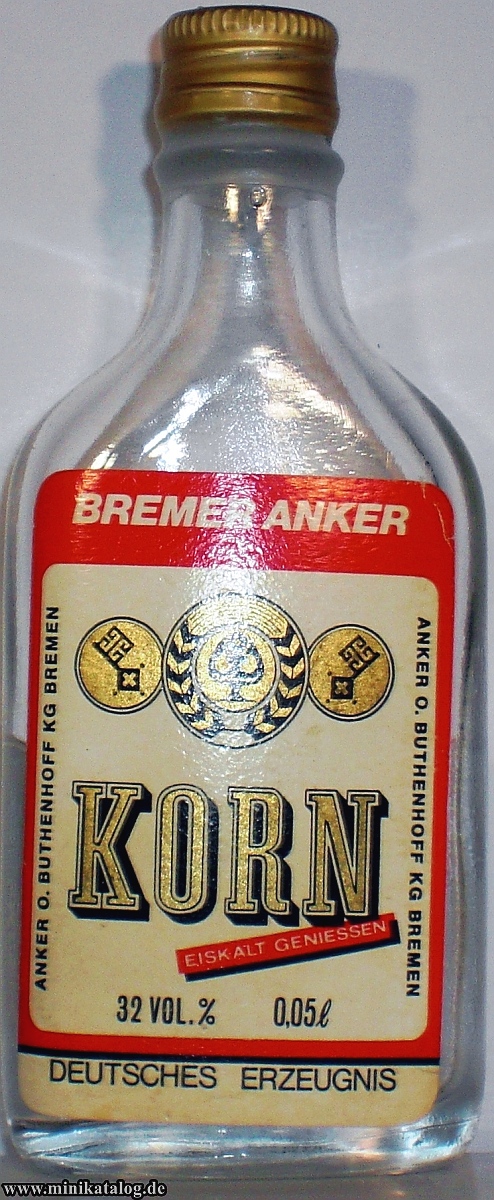 BREMER ANKER
ANKER O. BUTHENHOFF KG BREMEN
ANKER O. BUTHENHOFF KG BREMEN
KORN
EISKALT GENIESSEN
32 VOL.% 0,05ℓ
DEUTSCHES ERZEUGNIS
www.minikatalog.de